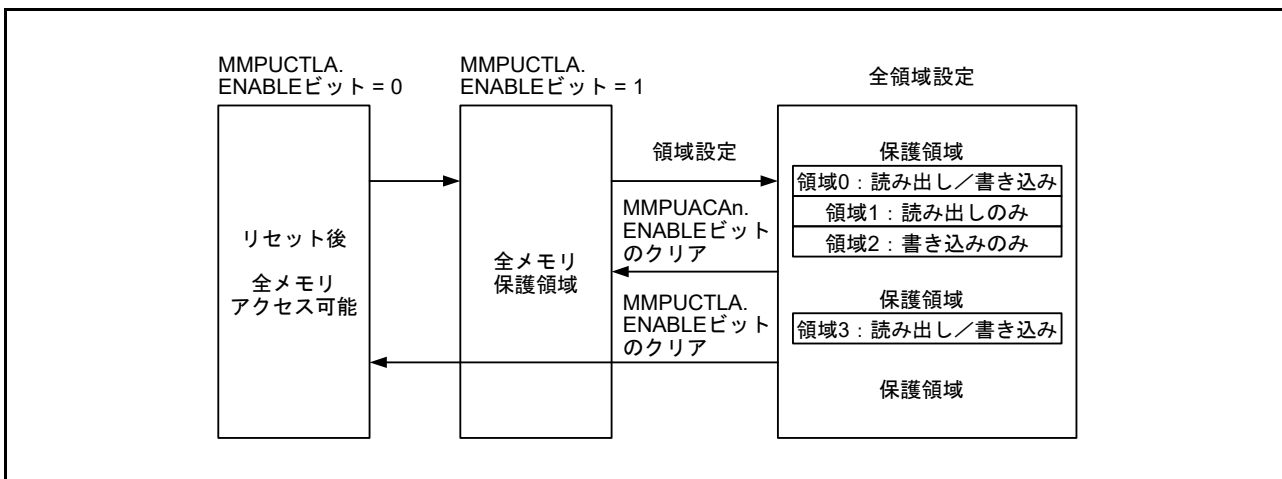 MMPUCTLA.
ENABLEビット = 0
MMPUCTLA.
ENABLEビット = 1
全領域設定
リセット後
全メモリ
アクセス可能
全メモリ
保護領域
領域設定
MMPUACAn.
ENABLEビット
のクリア
MMPUCTLA.
ENABLEビット
のクリア
保護領域
領域0：読み出し／書き込み
領域1：読み出しのみ
領域2：書き込みのみ
保護領域
領域3：読み出し／書き込み
保護領域